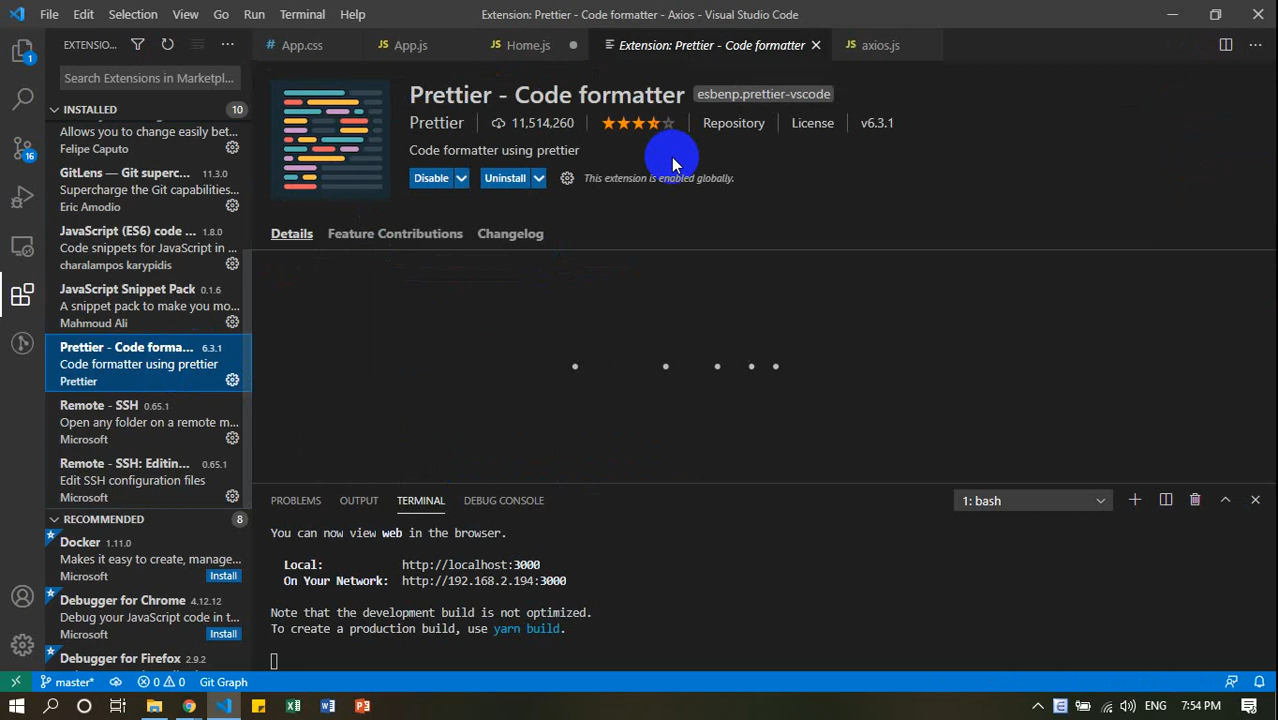 File Edit Selection View Go Run Terminal Help
Extension: Prettier - Code formatter - Axios - Visual Studio Code
EXTENSIO...
App.css
App.js
Home.js
Extension: Prettier - Code formatter
axios.js
Search Extensions in Marketpl...
INSTALLED 10
Allows you to change easily bet...
Felipe Caputo
GitLens — Git superc... 11.3.0
Supercharge the Git capabilities...
Eric Amodio
JavaScript (ES6) code ... 1.8.0
Code snippets for JavaScript in ...
charalampos karypidis
JavaScript Snippet Pack 0.1.6
A snippet pack to make you mo...
Mahmoud Ali
Prettier - Code forma... 6.3.1
Code formatter using prettier
Prettier
Remote - SSH 0.65.1
Open any folder on a remote m...
Microsoft
Remote - SSH: Editin... 0.65.1
Edit SSH configuration files
Microsoft
RECOMMENDED 8
Docker 1.11.0
Makes it easy to create, manage...
Microsoft Install
Debugger for Chrome 4.12.12
Debug your JavaScript code in t...
Microsoft Install
Debugger for Firefox 2.9.2
Prettier - Code formatter esbenp.prettier-vscode
Prettier 11,514,260 Repository License v6.3.1
Code formatter using prettier
Disable Uninstall This extension is enabled globally.
Details Feature Contributions Changelog
PROBLEMS OUTPUT TERMINAL DEBUG CONSOLE 1: bash
You can now view web in the browser.
Local: http://localhost:3000
On Your Network: http://192.168.2.194:3000
Note that the development build is not optimized.
To create a production build, use yarn build.
1
16
master* 0 0 Git Graph
ENG 7:54 PM